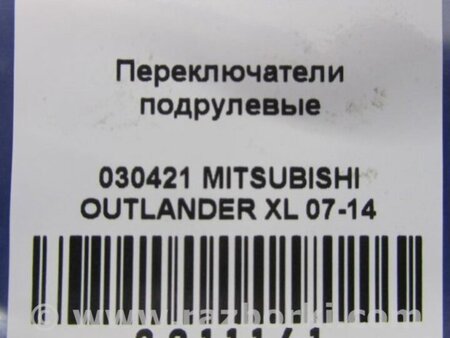 Переключатели
подрулевые
030421 MITSUBISHI
OUTLANDER XL 07-14
www.razborki.com